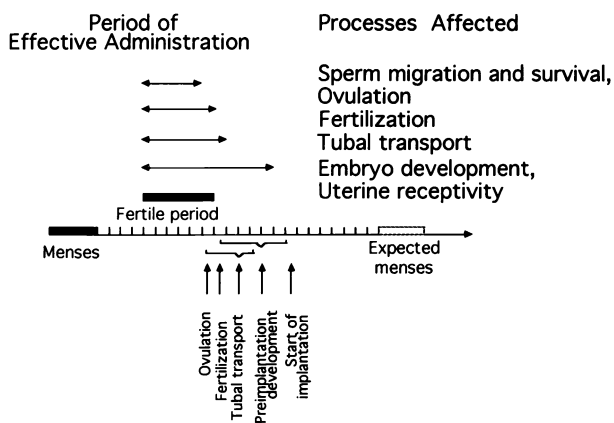 Period of
Effective Administration
Processes Affected
Sperm migration and survival,
Ovulation
Fertilization
Tubal transport
Embryo development,
Uterine receptivity
Fertile period
Menses
Expected
menses
Ovulation
Fertilization
Tubal transport
Preimplantation
development
Start of
implantation